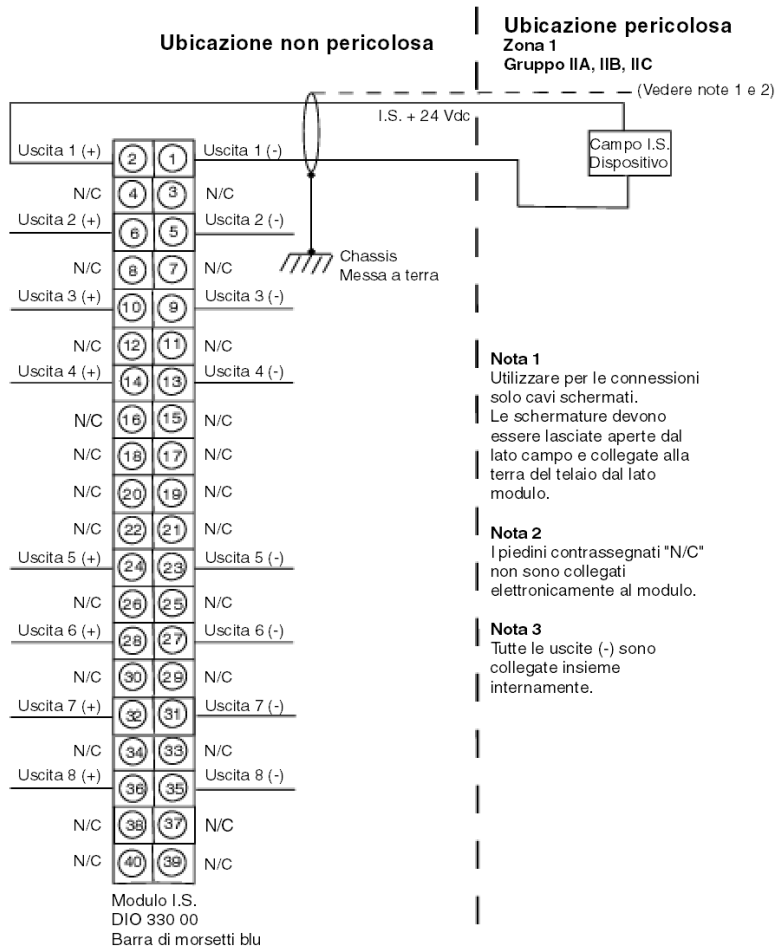 Ubicazione non pericolosa
Ubicazione pericolosa
Zona 1
Gruppo IIA, IIB, IIC
(Vedere note 1 e 2)
I.S. + 24 Vdc
Campo I.S.
Dispositivo
Uscita 1 (+) 2 1 Uscita 1 (-)
N/C 4 3 N/C
Uscita 2 (+) 6 5 Uscita 2 (-)
N/C 8 7 N/C
Chassis
Messa a terra
Uscita 3 (+) 10 9 Uscita 3 (-)
N/C 12 11 N/C
Uscita 4 (+) 14 13 Uscita 4 (-)
N/C 16 15 N/C
N/C 18 17 N/C
N/C 20 19 N/C
N/C 22 21 N/C
Uscita 5 (+) 24 23 Uscita 5 (-)
N/C 26 25 N/C
Uscita 6 (+) 28 27 Uscita 6 (-)
N/C 30 29 N/C
Uscita 7 (+) 32 31 Uscita 7 (-)
N/C 34 33 N/C
Uscita 8 (+) 36 35 Uscita 8 (-)
N/C 38 37 N/C
N/C 40 39 N/C
Modulo I.S.
DIO 330 00
Barra di morsetti blu
Nota 1
Utilizzare per le connessioni
solo cavi schermati.
Le schermature devono
essere lasciate aperte dal
lato campo e collegate alla
terra del telaio dal lato
modulo.
Nota 2
I piedini contrassegnati "N/C"
non sono collegati
elettronicamente al modulo.
Nota 3
Tutte le uscite (-) sono
collegate insieme
internamente.